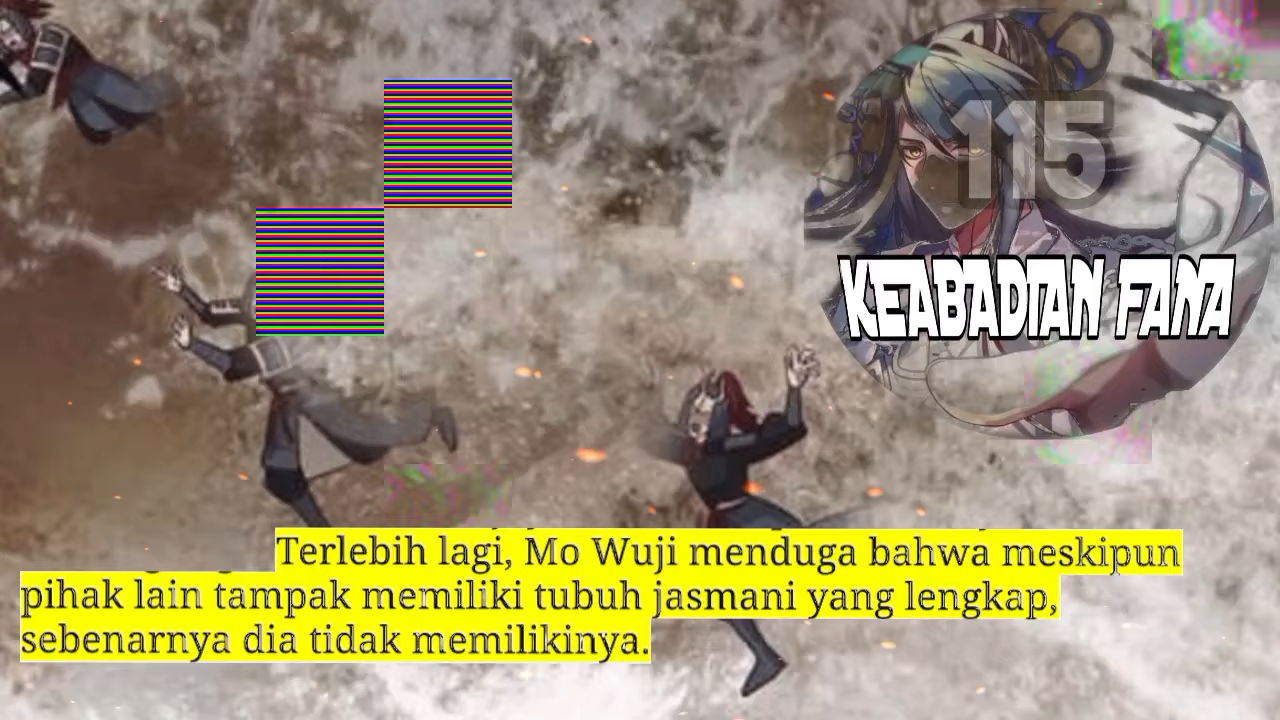 115
KEABADIAN FANA
Terlebih lagi, Mo Wuji menduga bahwa meskipun
pihak lain tampak memiliki tubuh jasmani yang lengkap,
sebenarnya dia tidak memilikinya.